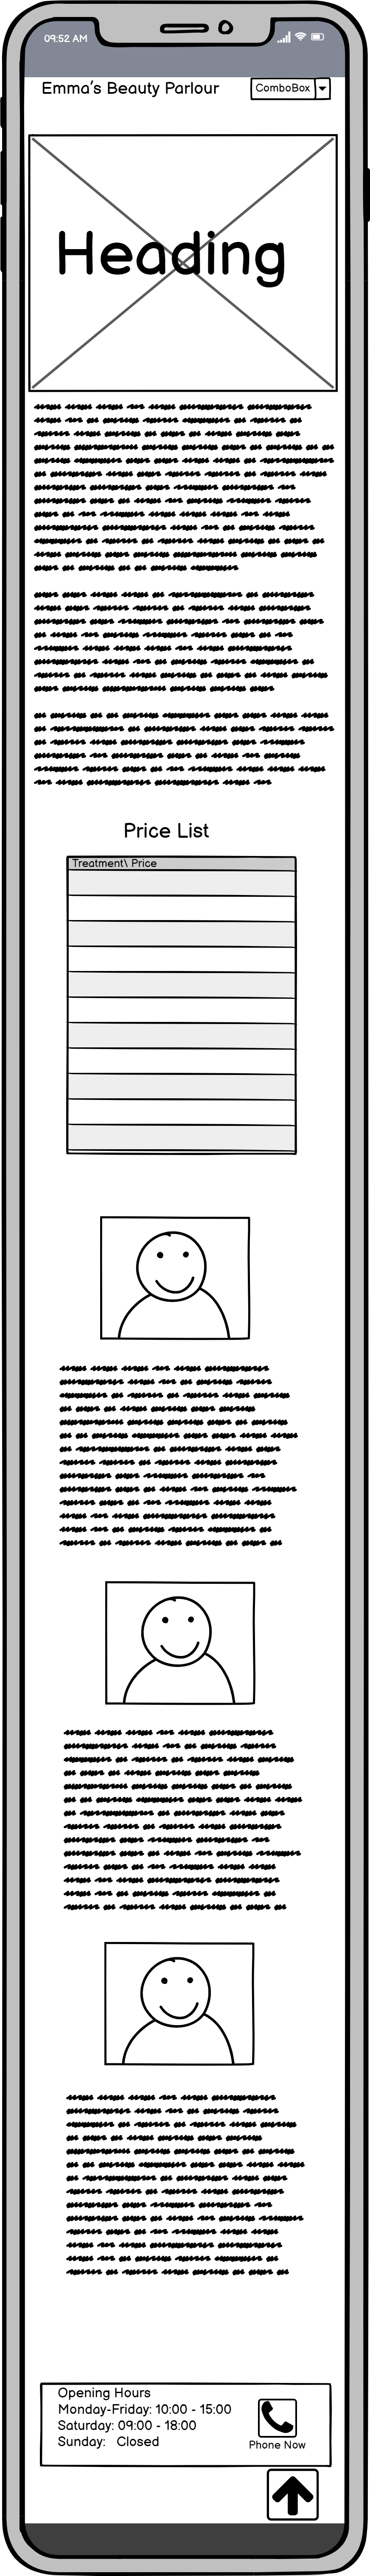 09:52 AM
Emma's Beauty Parlour
ComboBox
Heading
Price List
Treatment\ Price
Opening Hours
Monday-Friday: 10:00 - 15:00
Saturday: 09:00 - 18:00
Sunday: Closed
Phone Now